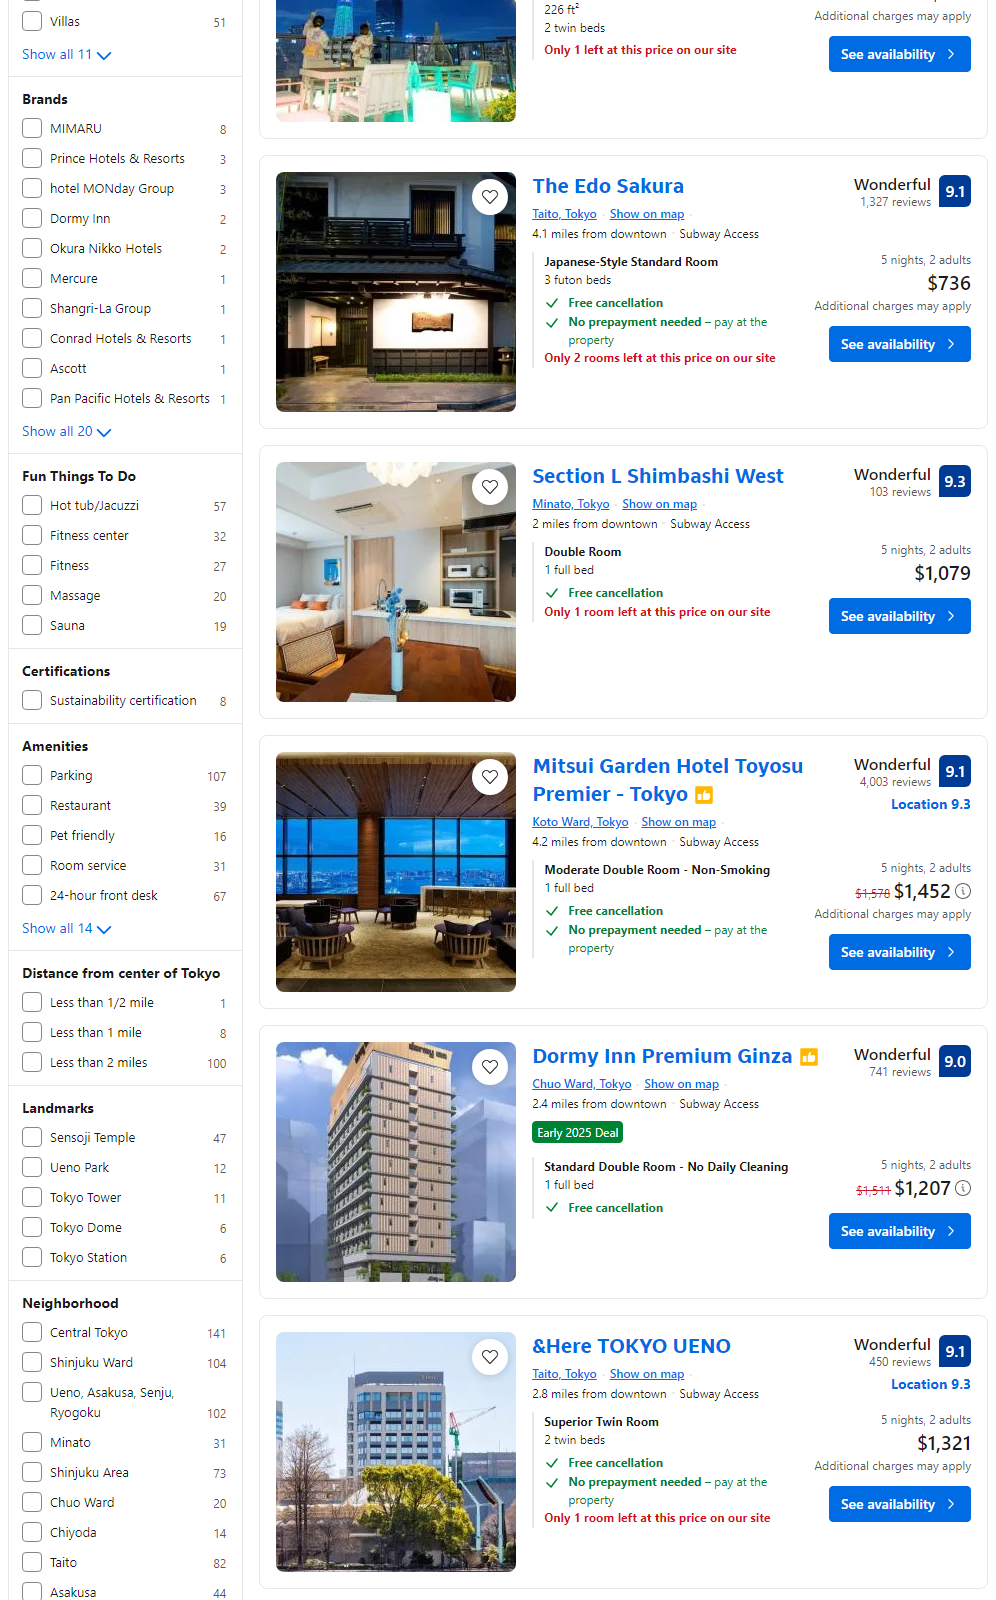 Villas 51
Show all 11
Brands
MIMARU 8
Prince Hotels & Resorts 3
hotel MONday Group 3
Dormy Inn 2
Okura Nikko Hotels 2
Mercure 1
Shangri-La Group 1
Conrad Hotels & Resorts 1
Ascott 1
Pan Pacific Hotels & Resorts 1
Show all 20
Fun Things To Do
Hot tub/Jacuzzi 57
Fitness center 32
Fitness 27
Massage 20
Sauna 19
Certifications
Sustainability certification 8
Amenities
Parking 107
Restaurant 39
Pet friendly 16
Room service 31
24-hour front desk 67
Show all 14
Distance from center of Tokyo
Less than 1/2 mile 1
Less than 1 mile 8
Less than 2 miles 100
Landmarks
Sensoji Temple 47
Ueno Park 12
Tokyo Tower 11
Tokyo Dome 6
Tokyo Station 6
Neighborhood
Central Tokyo 141
Shinjuku Ward 104
Ueno, Asakusa, Senju,
Ryogoku 102
Minato 31
Shinjuku Area 73
Chuo Ward 20
Chiyoda 14
Taito 82
Asakusa 44
226 ft²
2 twin beds
Only 1 left at this price on our site
Additional charges may apply
See availability
The Edo Sakura
Taito, Tokyo · Show on map
4.1 miles from downtown · Subway Access
Japanese-Style Standard Room
3 futon beds
Free cancellation
No prepayment needed – pay at the
property
Only 2 rooms left at this price on our site
Wonderful 9.1
1,327 reviews
5 nights, 2 adults
$736
Additional charges may apply
See availability
Section L Shimbashi West
Minato, Tokyo · Show on map
2 miles from downtown · Subway Access
Double Room
1 full bed
Free cancellation
Only 1 room left at this price on our site
Wonderful 9.3
103 reviews
5 nights, 2 adults
$1,079
See availability
Mitsui Garden Hotel Toyosu
Premier - Tokyo
Koto Ward, Tokyo · Show on map
4.2 miles from downtown · Subway Access
Moderate Double Room - Non-Smoking
1 full bed
Free cancellation
No prepayment needed – pay at the
property
Wonderful 9.1
4,003 reviews
Location 9.3
5 nights, 2 adults
$1,578 $1,452
Additional charges may apply
See availability
Dormy Inn Premium Ginza
Chuo Ward, Tokyo · Show on map
2.4 miles from downtown · Subway Access
Early 2025 Deal
Standard Double Room - No Daily Cleaning
1 full bed
Free cancellation
Wonderful 9.0
741 reviews
5 nights, 2 adults
$1,511 $1,207
See availability
&Here TOKYO UENO
Taito, Tokyo · Show on map
2.8 miles from downtown · Subway Access
Superior Twin Room
2 twin beds
Free cancellation
No prepayment needed – pay at the
property
Only 1 room left at this price on our site
Wonderful 9.1
450 reviews
Location 9.3
5 nights, 2 adults
$1,321
Additional charges may apply
See availability